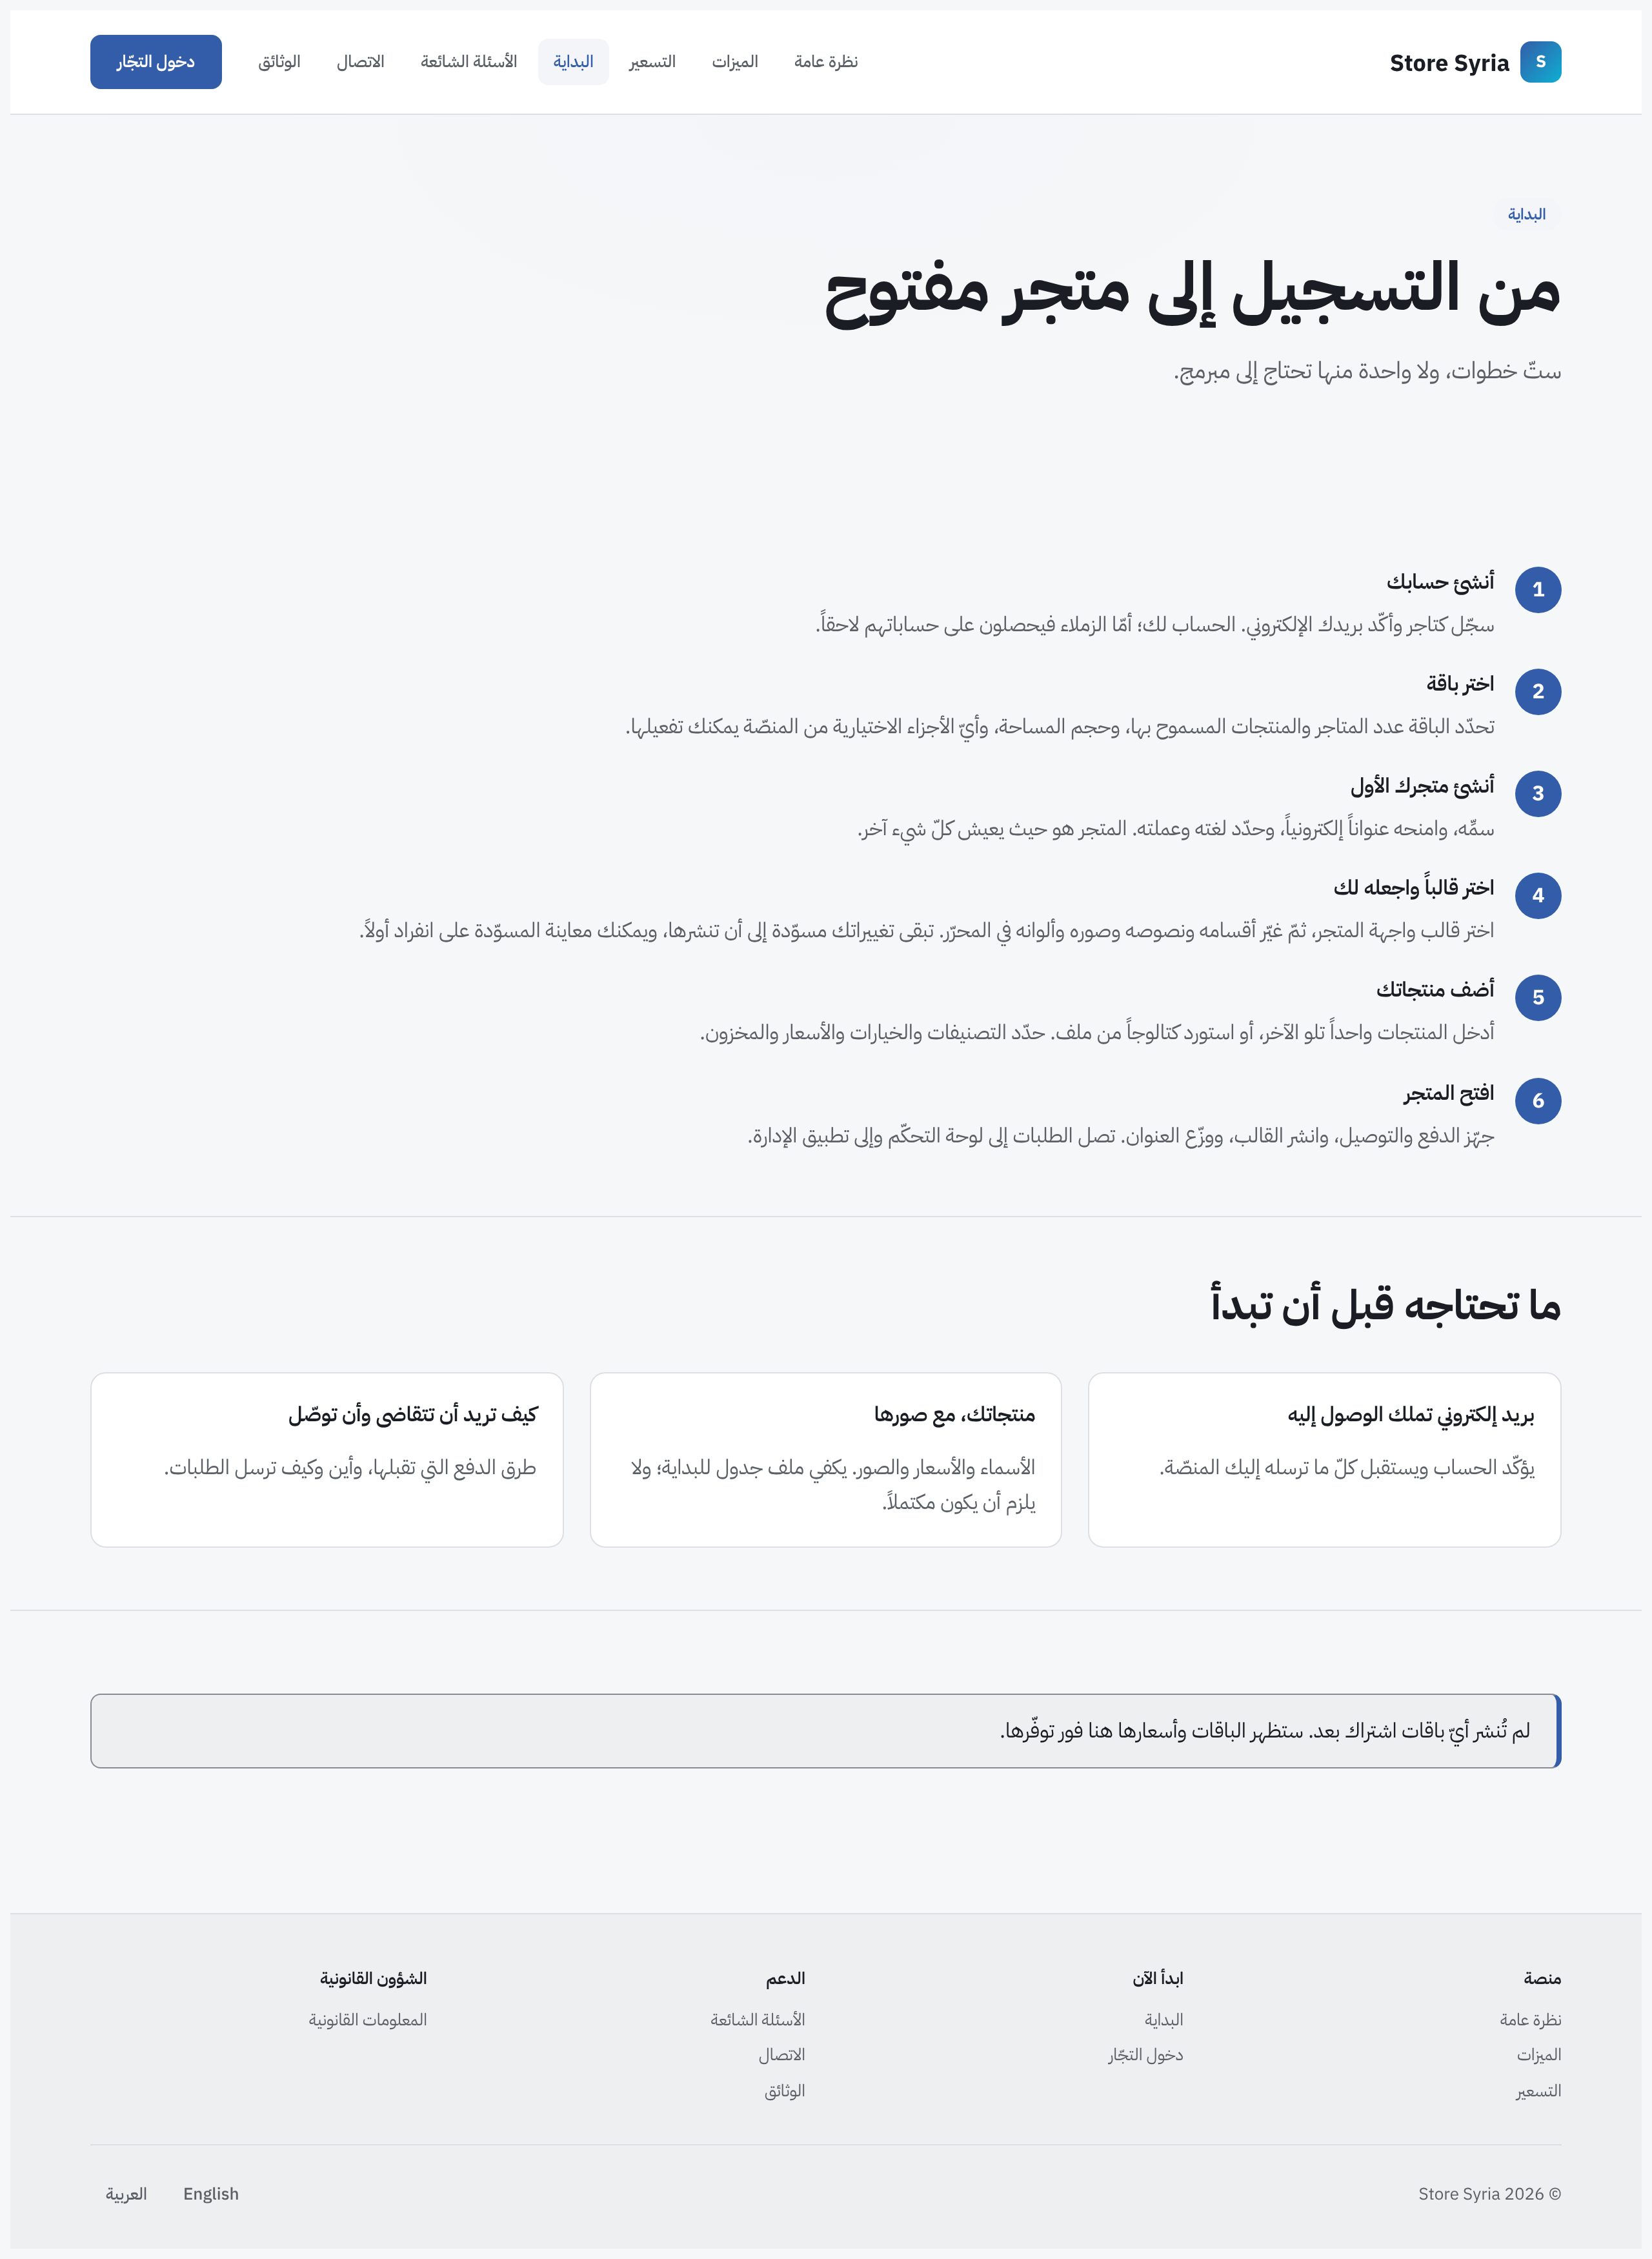 S
Store Syria
نظرة عامة
الميزات
التسعير
البداية
الأسئلة الشائعة
الاتصال
الوثائق
دخول التجّار
البداية
من التسجيل إلى متجر مفتوح
ستّ خطوات، ولا واحدة منها تحتاج إلى مبرمج.
1
أنشئ حسابك
سجّل كتاجر وأكّد بريدك الإلكتروني. الحساب لك؛ أمّا الزملاء فيحصلون على حساباتهم لاحقاً.
2
اختر باقة
تحدّد الباقة عدد المتاجر والمنتجات المسموح بها، وحجم المساحة، وأيّ الأجزاء الاختيارية من المنصّة يمكنك تفعيلها.
3
أنشئ متجرك الأول
سمِّه، وامنحه عنواناً إلكترونياً، وحدّد لغته وعملته. المتجر هو حيث يعيش كلّ شيء آخر.
4
اختر قالباً واجعله لك
اختر قالب واجهة المتجر، ثمّ غيّر أقسامه ونصوصه وصوره وألوانه في المحرّر. تبقى تغييراتك مسوّدة إلى أن تنشرها، ويمكنك معاينة المسوّدة على انفراد أولاً.
5
أضف منتجاتك
أدخل المنتجات واحداً تلو الآخر، أو استورد كتالوجاً من ملف. حدّد التصنيفات والخيارات والأسعار والمخزون.
6
افتح المتجر
جهّز الدفع والتوصيل، وانشر القالب، ووزّع العنوان. تصل الطلبات إلى لوحة التحكّم وإلى تطبيق الإدارة.
ما تحتاجه قبل أن تبدأ
بريد إلكتروني تملك الوصول إليه
يؤكّد الحساب ويستقبل كلّ ما ترسله إليك المنصّة.
منتجاتك، مع صورها
الأسماء والأسعار والصور. يكفي ملف جدول للبداية؛ ولا
يلزم أن يكون مكتملاً.
كيف تريد أن تتقاضى وأن توصّل
طرق الدفع التي تقبلها، وأين وكيف ترسل الطلبات.
لم تُنشر أيّ باقات اشتراك بعد. ستظهر الباقات وأسعارها هنا فور توفّرها.
منصة
نظرة عامة
الميزات
التسعير
ابدأ الآن
البداية
دخول التجّار
الدعم
الأسئلة الشائعة
الاتصال
الوثائق
الشؤون القانونية
المعلومات القانونية
© 2026 Store Syria
English
العربية